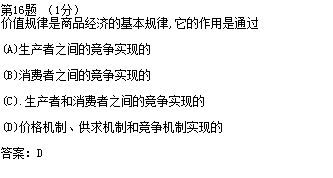 第16题 （1分）
价值规律是商品经济的基本规律,它的作用是通过
(A)生产者之间的竞争实现的
(B)消费者之间的竞争实现的
(C).生产者和消费者之间的竞争实现的
(D)价格机制、供求机制和竞争机制实现的
答案：D